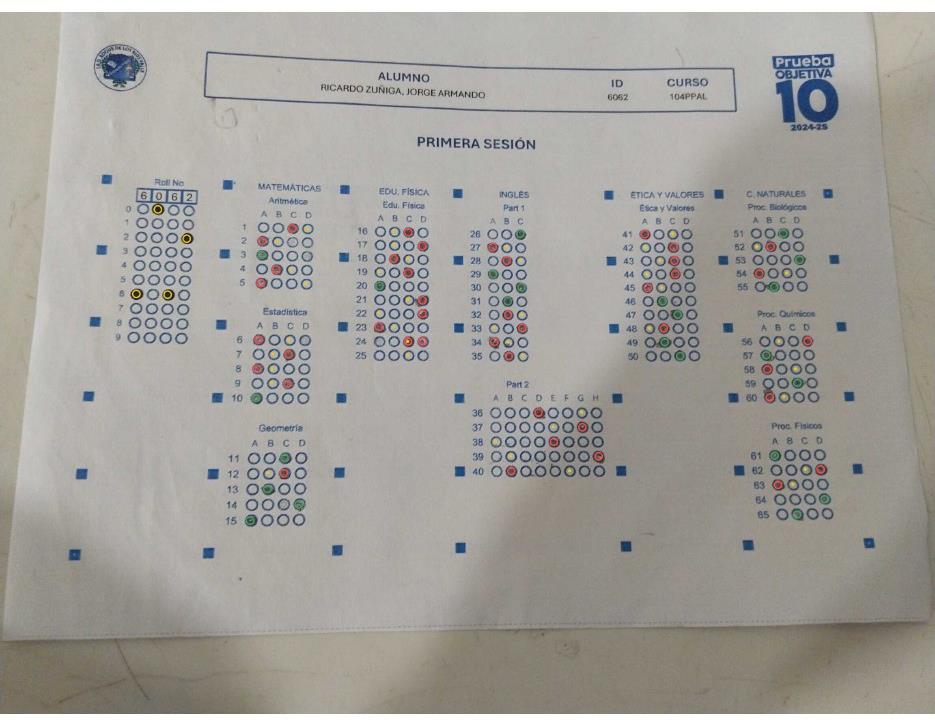 ALUMNO
RICARDO ZUÑIGA, JORGE ARMANDO
ID
6062
CURSO
104PPAL
Prueba
OBJETIVA
10
2024-25
PRIMERA SESIÓN
Roll No
6 0 6 2
0
1
2
3
4
5
6
7
8
9
MATEMÁTICAS
Aritmética
A B C D
1
2
3
4
5
Estadística
A B C D
6
7
8
9
10
Geometría
A B C D
11
12
13
14
15
EDU. FÍSICA
Edu. Física
A B C D
16
17
18
19
20
21
22
23
24
25
INGLÉS
Part 1
A B C
26
27
28
29
30
31
32
33
34
35
Part 2
A B C D E F G H
36
37
38
39
40
ÉTICA Y VALORES
Ética y Valores
A B C D
41
42
43
44
45
46
47
48
49
50
C. NATURALES
Proc. Biológicos
A B C D
51
52
53
54
55
Proc. Químicos
A B C D
56
57
58
59
60
Proc. Físicos
A B C D
61
62
63
64
65